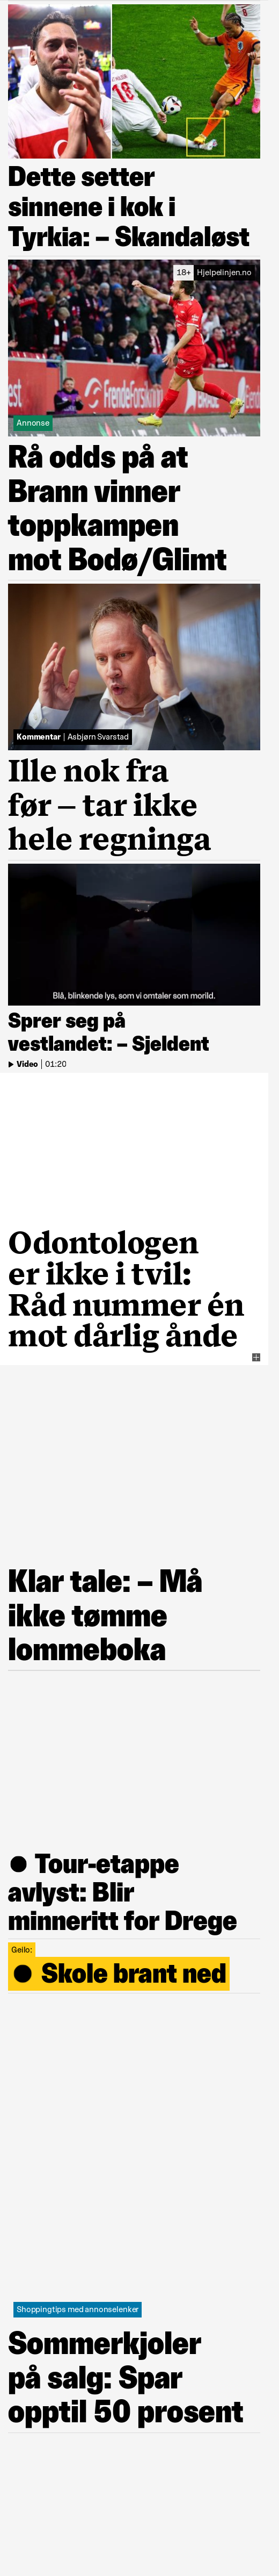 Dette setter
sinnene i kok i
Tyrkia: – Skandaløst
18+ Hjelpelinjen.no
Annonse
Rå odds på at
Brann vinner
toppkampen
mot Bodø/Glimt
Kommentar | Asbjørn Svarstad
Ille nok fra
før – tar ikke
hele regninga
Blå, blinkende lys, som vi omtaler som morild.
Sprer seg på
vestlandet: – Sjeldent
Video | 01:20
Odontologen
er ikke i tvil:
Råd nummer én
mot dårlig ånde
Klar tale: – Må
ikke tømme
lommeboka
● Tour-etappe
avlyst: Blir
minneritt for Drege
Geilo:
● Skole brant ned
Shoppingtips med annonselenker
Sommerkjoler
på salg: Spar
opptil 50 prosent